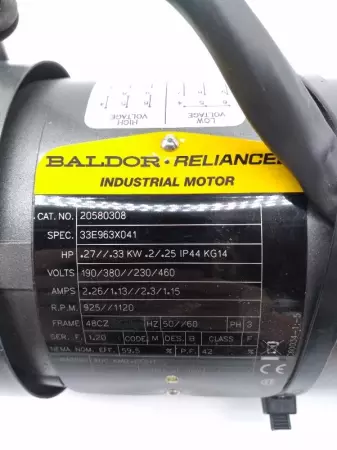 HIGH VOLTAGE
LOW VOLTAGE
BALDOR · RELIANCE
INDUSTRIAL MOTOR
CAT. NO. 20580308
SPEC. 33E963X041
HP .27//.33 KW .2/.25 IP44 KG14
VOLTS 190/380//230/460
AMPS 2.26/1.13//2.3/1.15
R.P.M. 925//1120
FRAME 48CZ HZ 50//60 PH 3
SER. F. 1.20 CODE M DES. B CLASS F
NEMA NOM. EFF. 59.5 % P.F. 42 %
CE